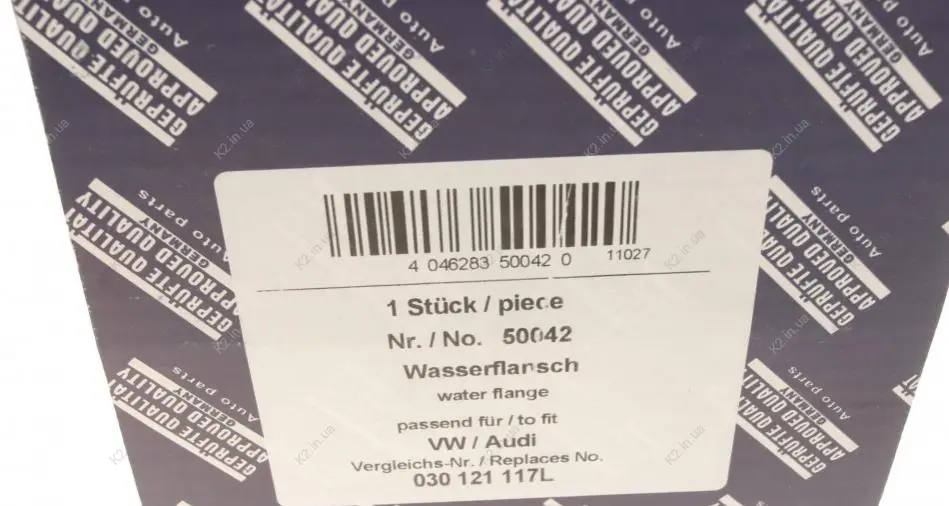 GEPRÜFTE QUALITÄT
APPROVED QUALITY
GERMANY
Auto parts
4 046283 50042 0
11027
1 Stück / piece
Nr. / No. 50042
Wasserflansch
water flange
passend für / to fit
VW / Audi
Vergleichs-Nr. / Replaces No.
030 121 117L
K2.in.ua